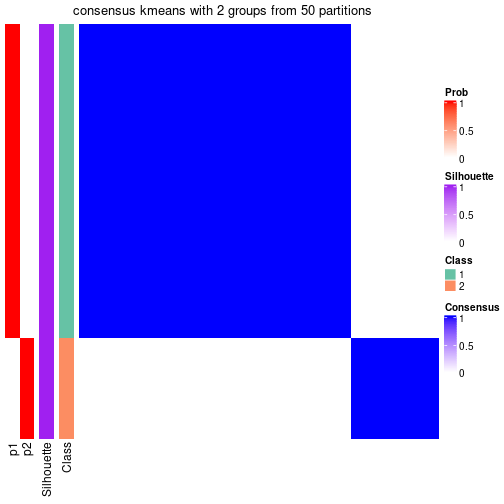 consensus kmeans with 2 groups from 50 partitions
Prob
1
0.5
0
Silhouette
1
0.5
0
Class
1
2
Consensus
1
0.5
0
p1
p2
Silhouette
Class